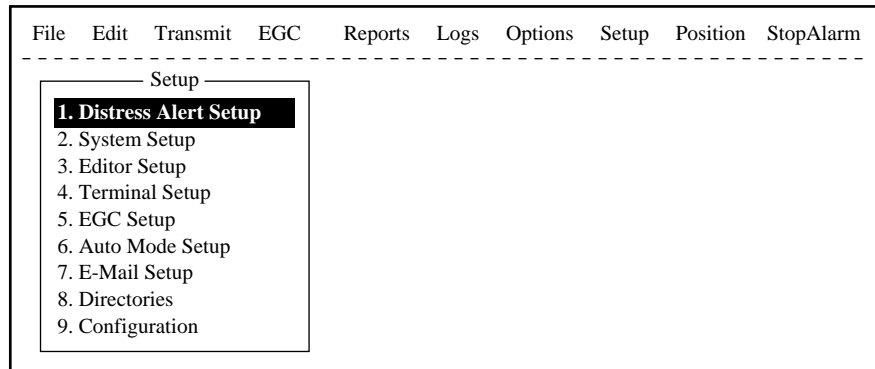 File Edit Transmit EGC Reports Logs Options Setup Position StopAlarm
Setup
1. Distress Alert Setup
2. System Setup
3. Editor Setup
4. Terminal Setup
5. EGC Setup
6. Auto Mode Setup
7. E-Mail Setup
8. Directories
9. Configuration